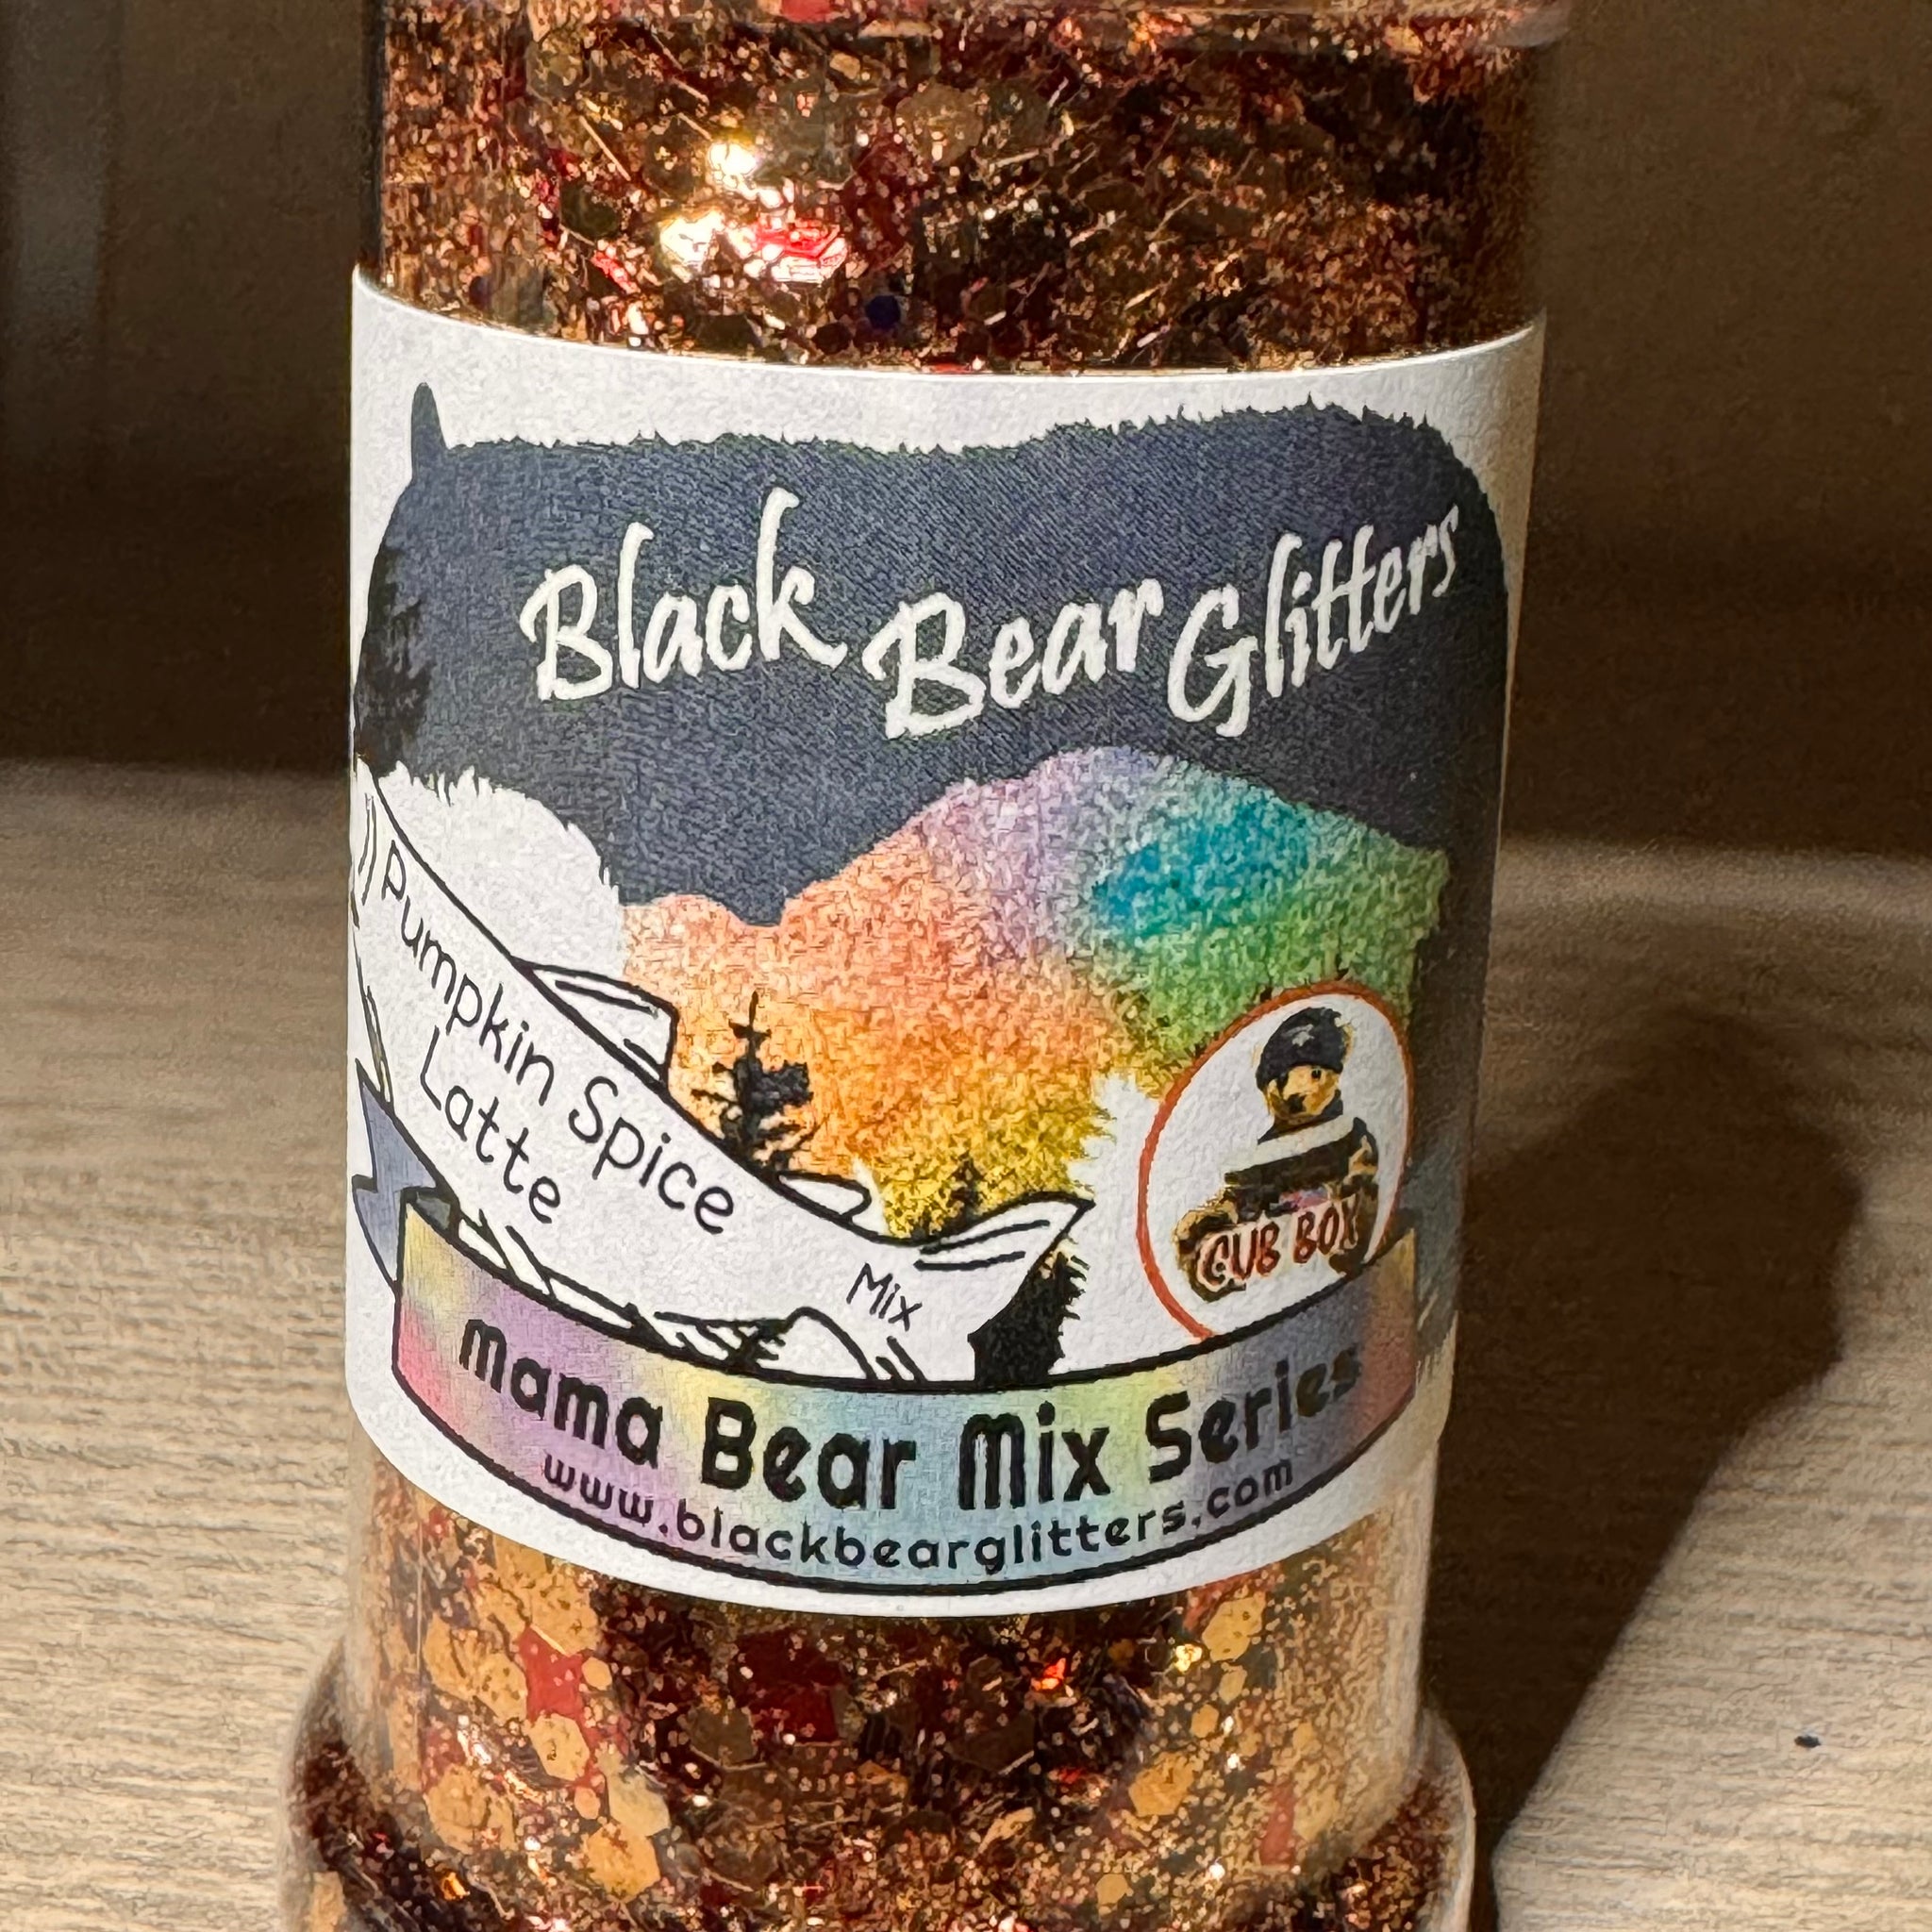 Black Bear Glitters
Pumpkin Spice
Latte
Mix
CUB BOX
Mama Bear Mix Series
www.blackbearglitters.com